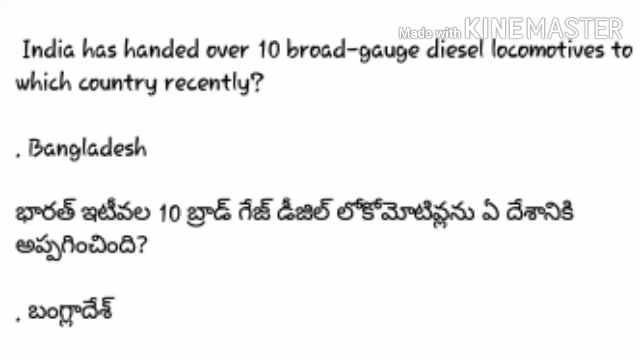 Made with KINEMASTER
India has handed over 10 broad-gauge diesel locomotives to
which country recently?
. Bangladesh
భారత్ ఇటీవల 10 బ్రాడ్ గేజ్ డీజిల్ లోకోమోటివ్లను ఏ దేశానికి
అప్పగించింది?
. బంగ్లాదేశ్